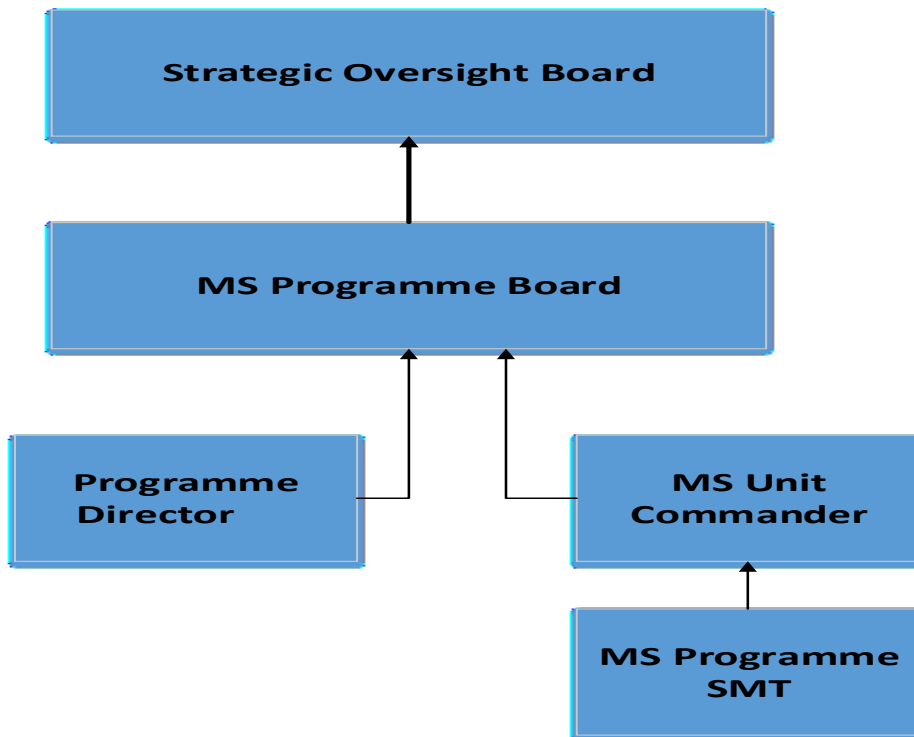 Strategic Oversight Board
MS Programme Board
Programme
Director
MS Unit
Commander
MS Programme
SMT